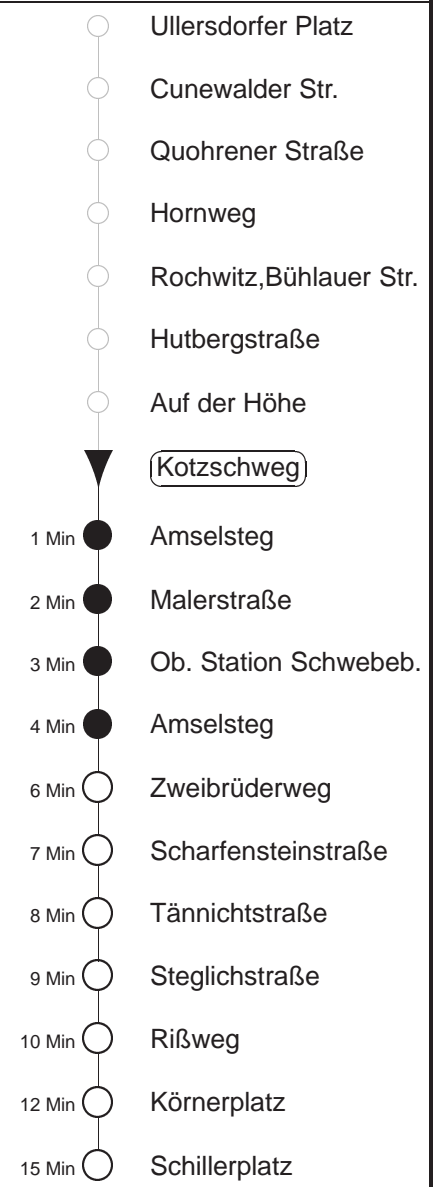 Ullersdorfer Platz
Cunewalder Str.
Quohrener Straße
Hornweg
Rochwitz,Bühlauer Str.
Hutbergstraße
Auf der Höhe
Kotzschweg
1 Min Amselsteg
2 Min Malerstraße
3 Min Ob. Station Schwebeb.
4 Min Amselsteg
6 Min Zweibrüderweg
7 Min Scharfensteinstraße
8 Min Tännichtstraße
9 Min Steglichstraße
10 Min Rißweg
12 Min Körnerplatz
15 Min Schillerplatz